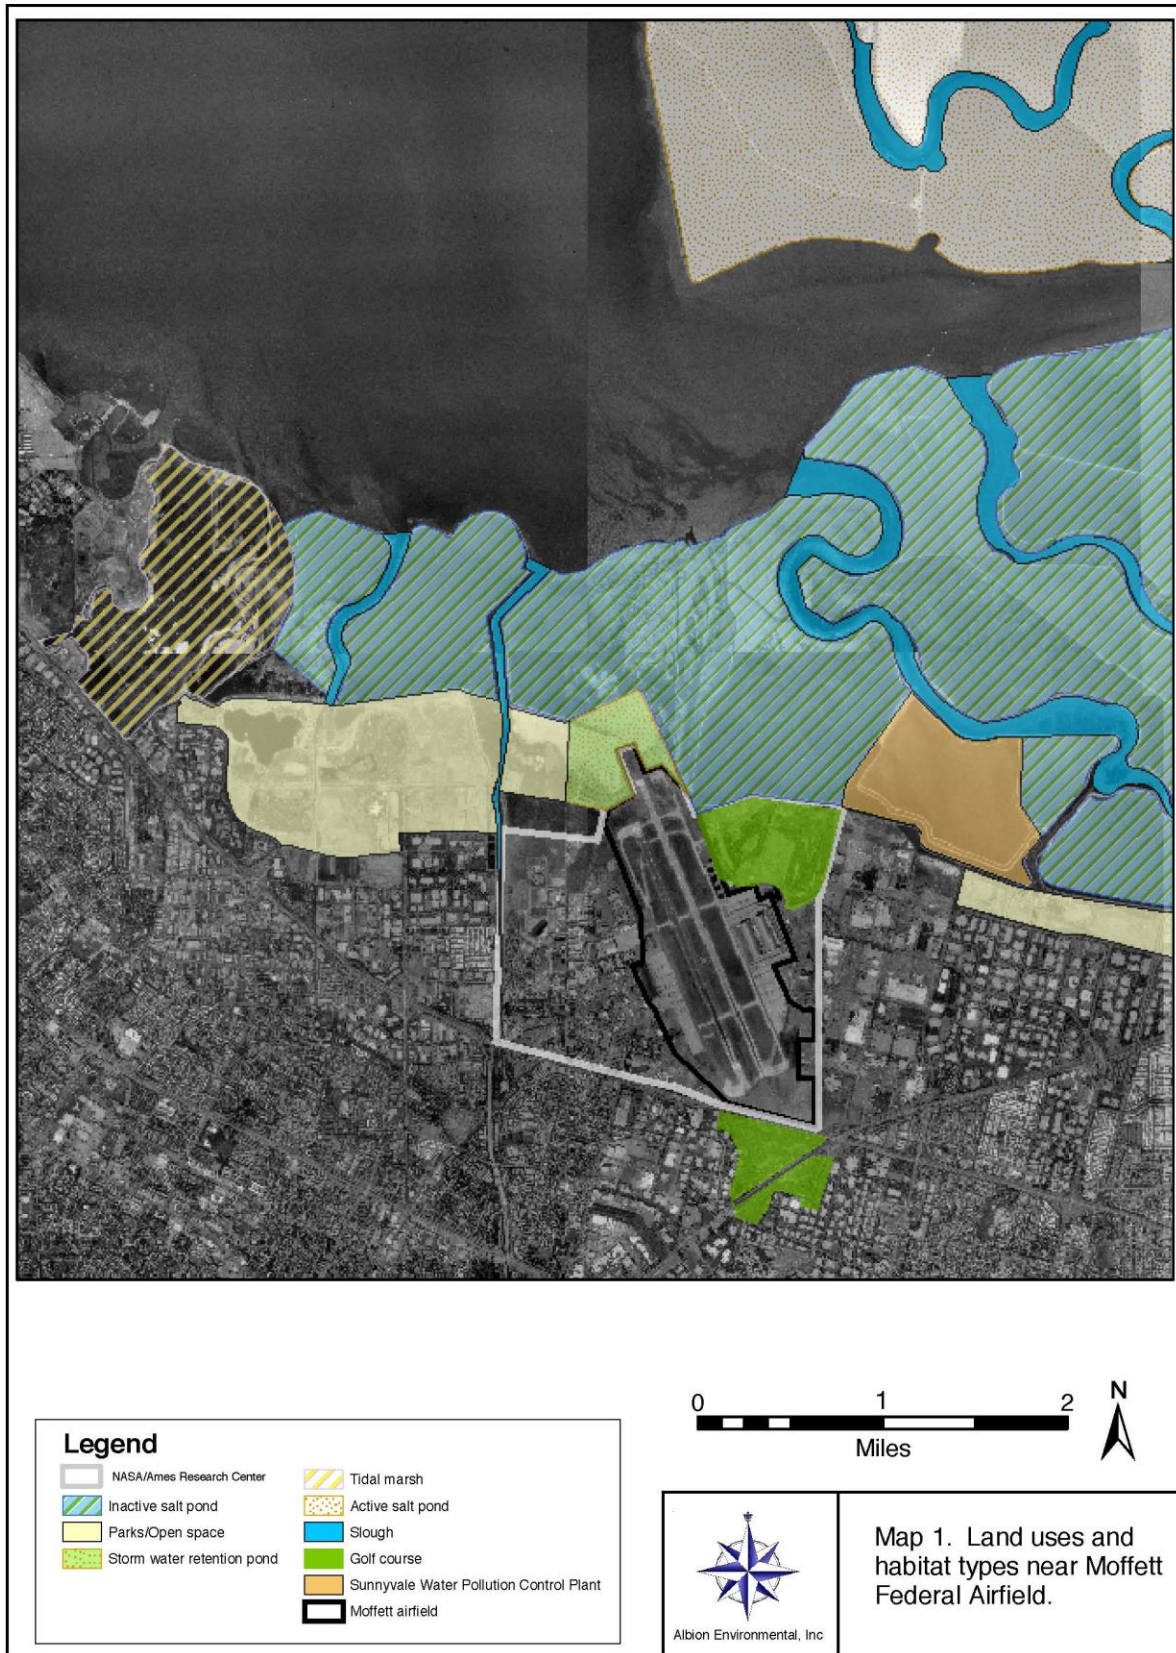 0 1 2
Miles
N
Legend
NASA/Ames Research Center
Inactive salt pond
Parks/Open space
Storm water retention pond
Tidal marsh
Active salt pond
Slough
Golf course
Sunnyvale Water Pollution Control Plant
Moffett airfield
Albion Environmental, Inc
Map 1. Land uses and
habitat types near Moffett
Federal Airfield.